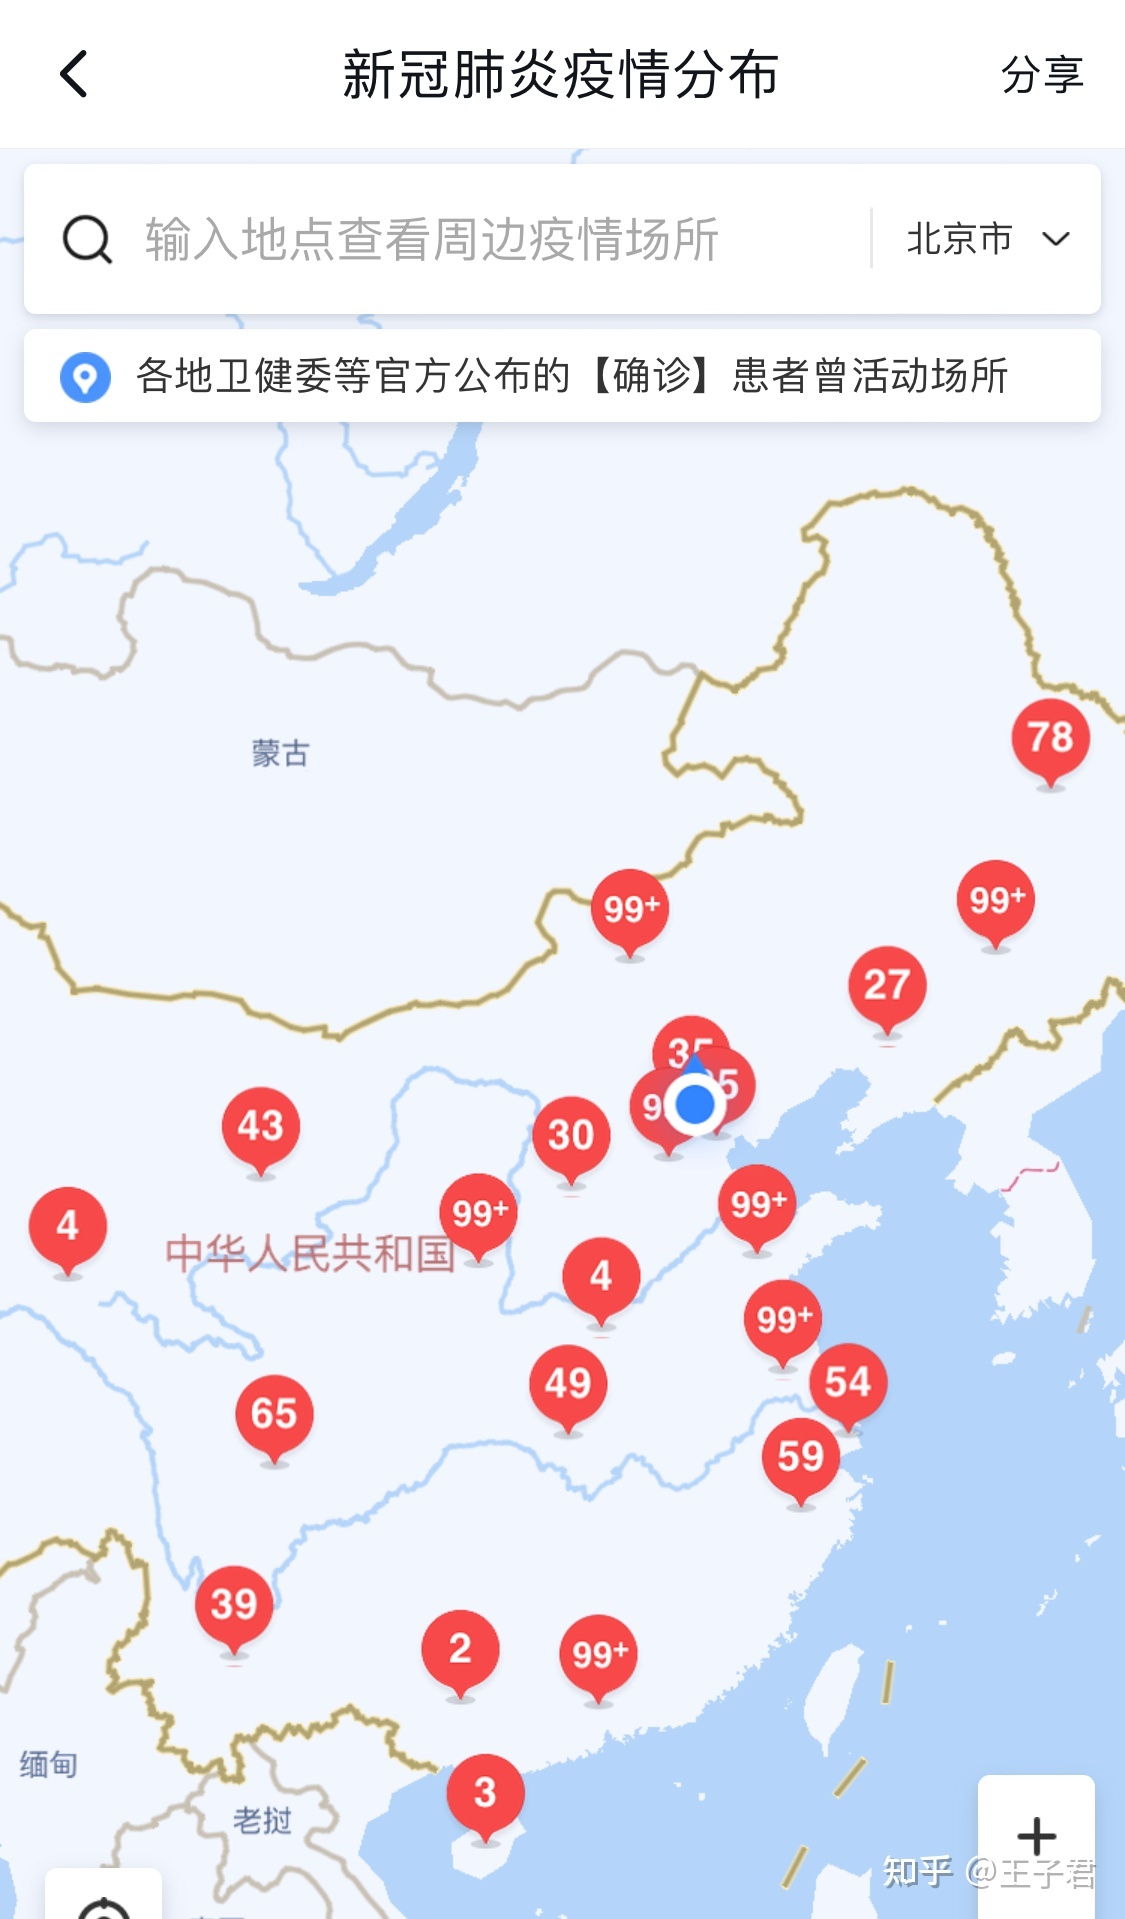 新冠肺炎疫情分布
分享
输入地点查看周边疫情场所
北京市
各地卫健委等官方公布的【确诊】患者曾活动场所
蒙古
78
99+
99+
27
35
43
30
4
99+
99+
中华人民共和国
4
99+
54
49
65
59
39
2
99+
缅甸
3
老挝
知乎 @王子君